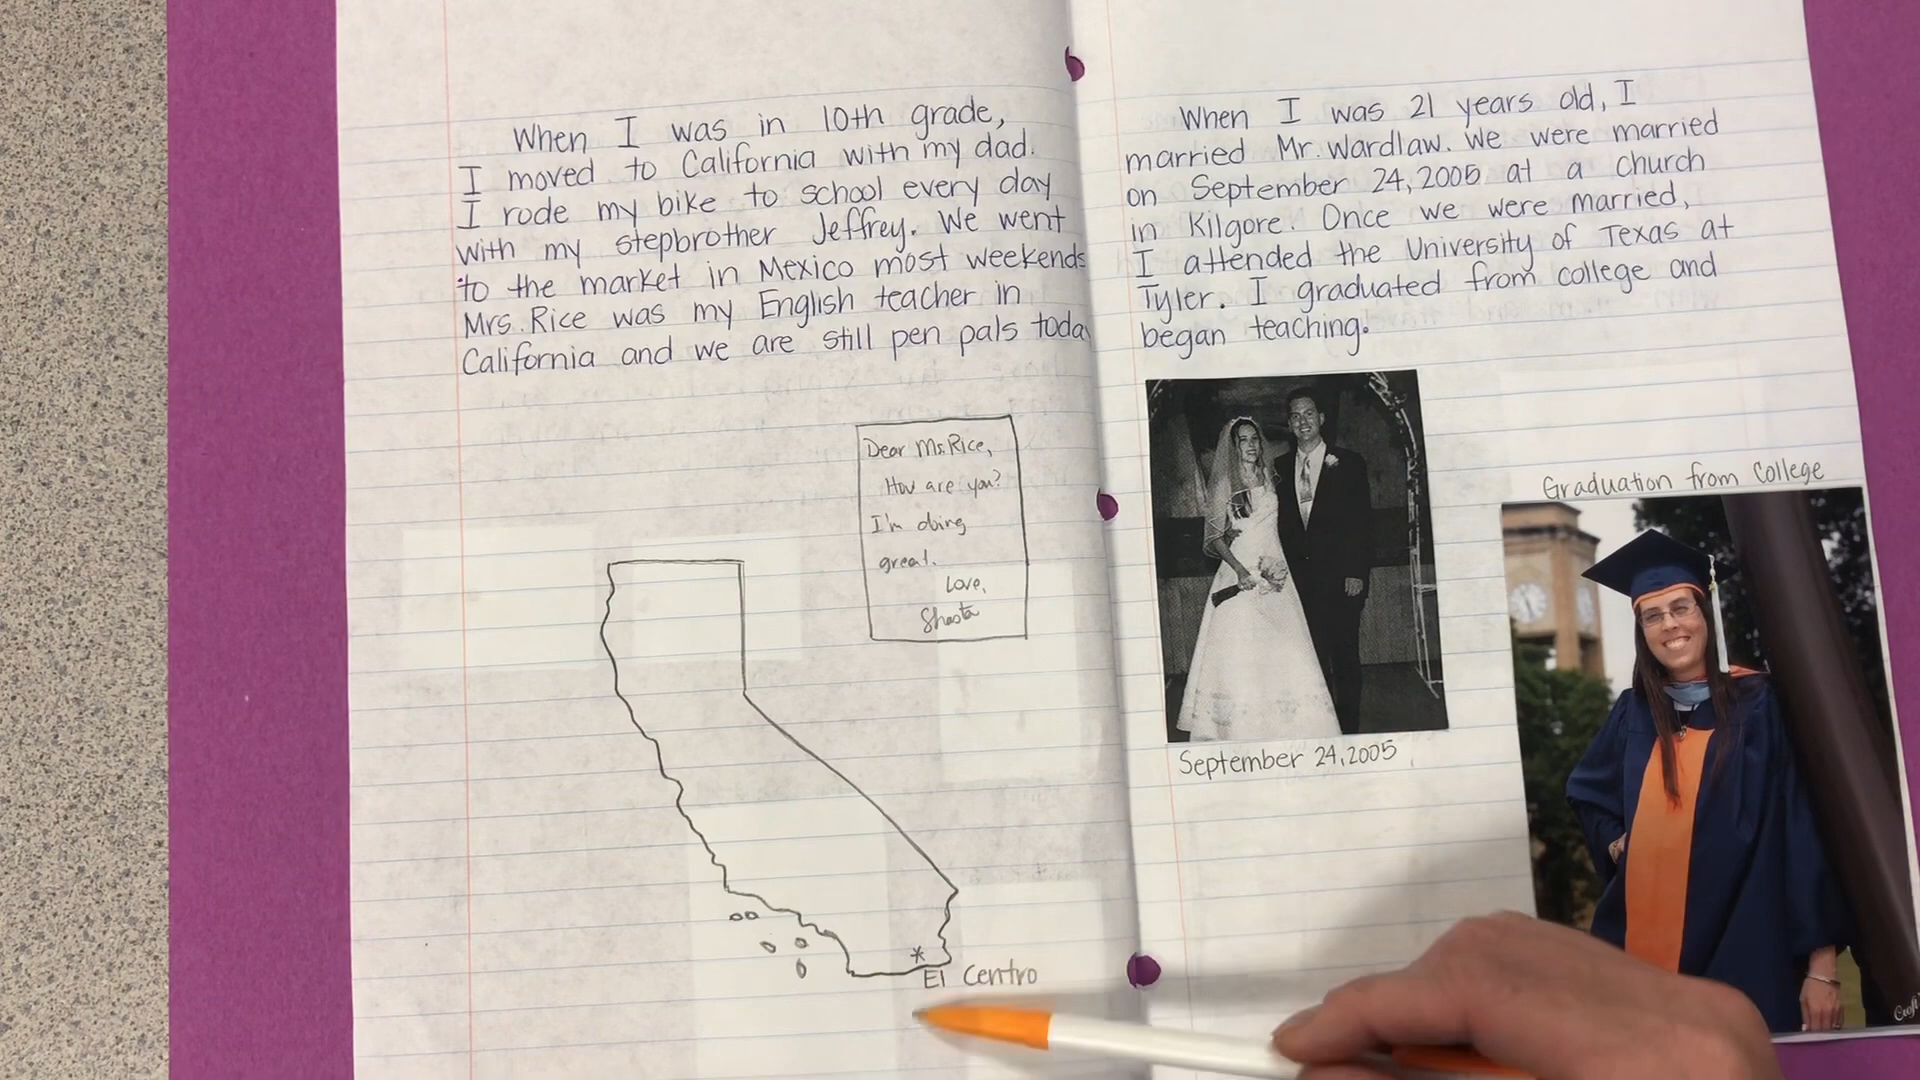 When I was in 10th grade,
I moved to California with my dad.
I rode my bike to school every day
with my stepbrother Jeffrey. We went
to the market in Mexico most weekends
Mrs. Rice was my English teacher in
California and we are still pen pals toda
Dear Ms. Rice,
How are you?
I'm doing
great.
Love,
Shasta
El Centro
When I was 21 years old, I
married Mr. Wardlaw. We were married
on September 24, 2005 at a church
in Kilgore. Once we were married,
I attended the University of Texas at
Tyler. I graduated from college and
began teaching.
September 24, 2005
Graduation from College